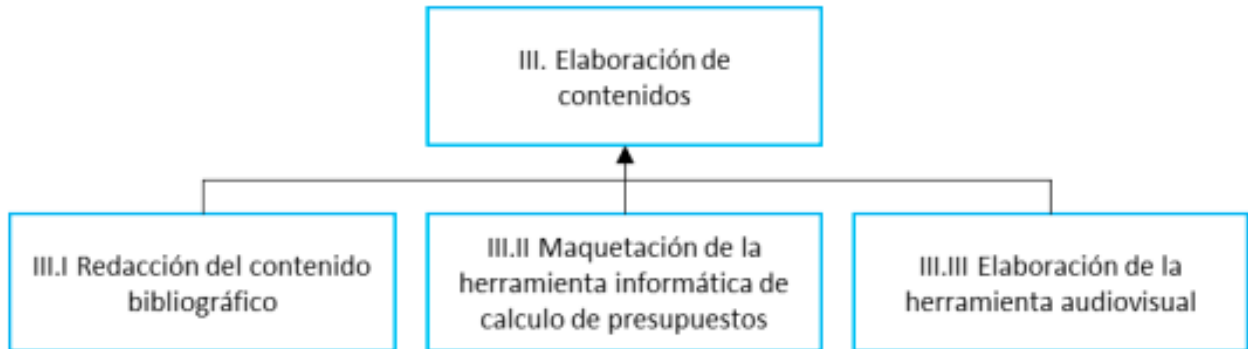 III. Elaboración de
contenidos
III.I Redacción del contenido
bibliográfico
III.II Maquetación de la
herramienta informática de
calculo de presupuestos
III.III Elaboración de la
herramienta audiovisual